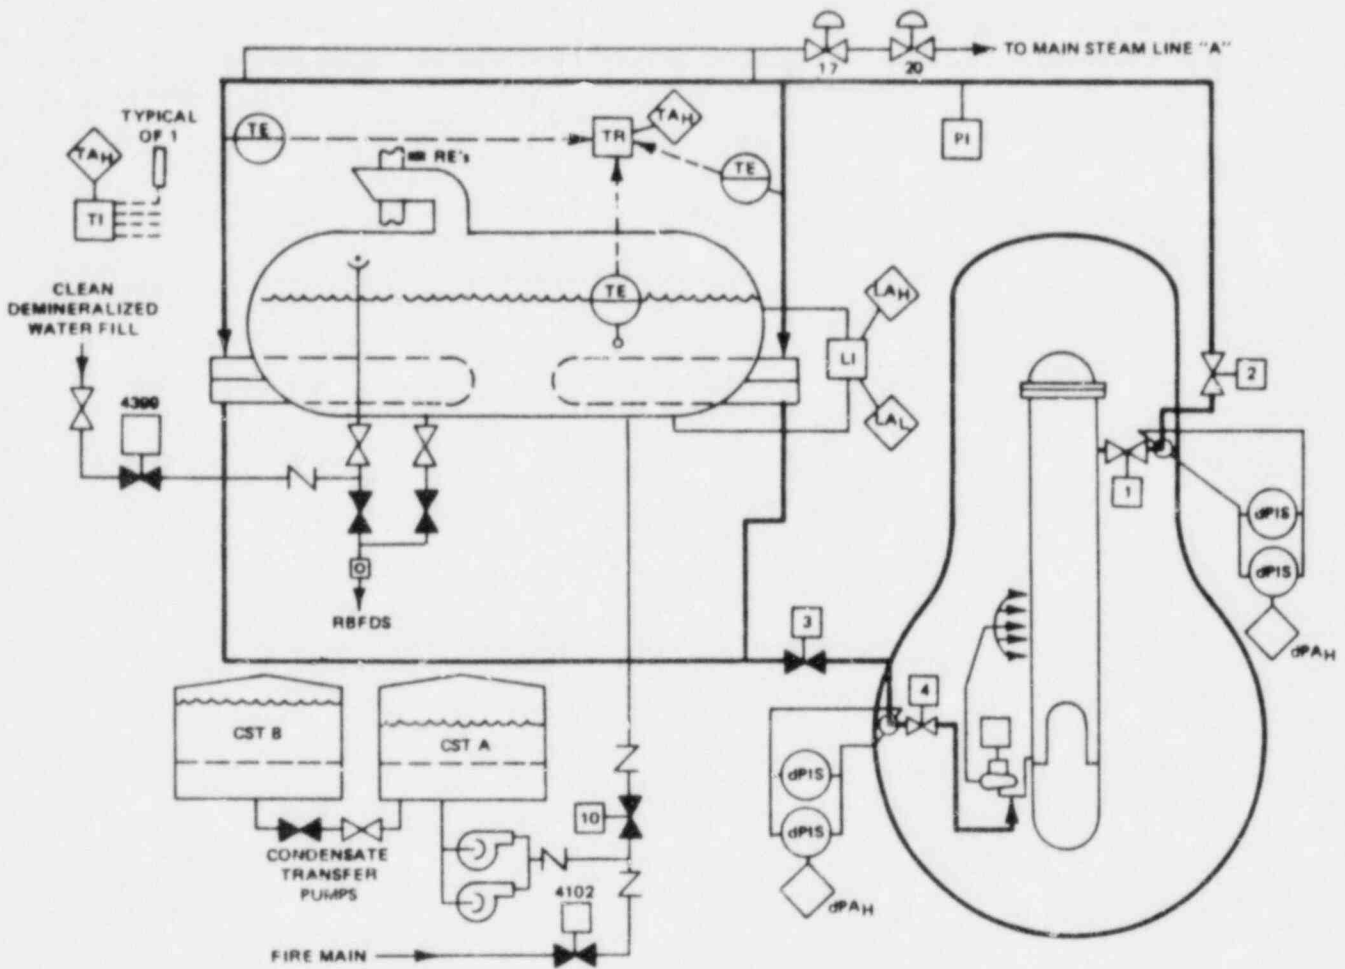 TO MAIN STEAM LINE "A"
17
20
TYPICAL
OF 1
TAH
TE
TR
TAH
TE
PI
RE's
TI
CLEAN
DEMINERALIZED
WATER FILL
TE
LAH
LI
LAL
2
1
dPIS
dPIS
dPAH
4399
O
RBFDS
3
4
CST B
CST A
dPIS
dPIS
dPAH
10
CONDENSATE
TRANSFER
PUMPS
4102
FIRE MAIN